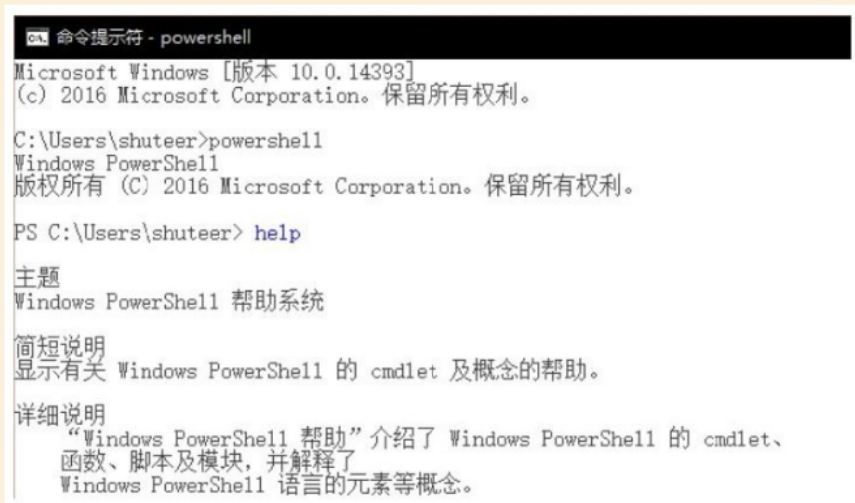 命令提示符 - powershell
Microsoft Windows [版本 10.0.14393]
(c) 2016 Microsoft Corporation。保留所有权利。
C:\Users\shuteer>powershell
Windows PowerShell
版权所有 (C) 2016 Microsoft Corporation。保留所有权利。
PS C:\Users\shuteer> help
主题
Windows PowerShell 帮助系统
简短说明
显示有关 Windows PowerShell 的 cmdlet 及概念的帮助。
详细说明
“Windows PowerShell 帮助”介绍了 Windows PowerShell 的 cmdlet、
函数、脚本及模块，并解释了
Windows PowerShell 语言的元素等概念。